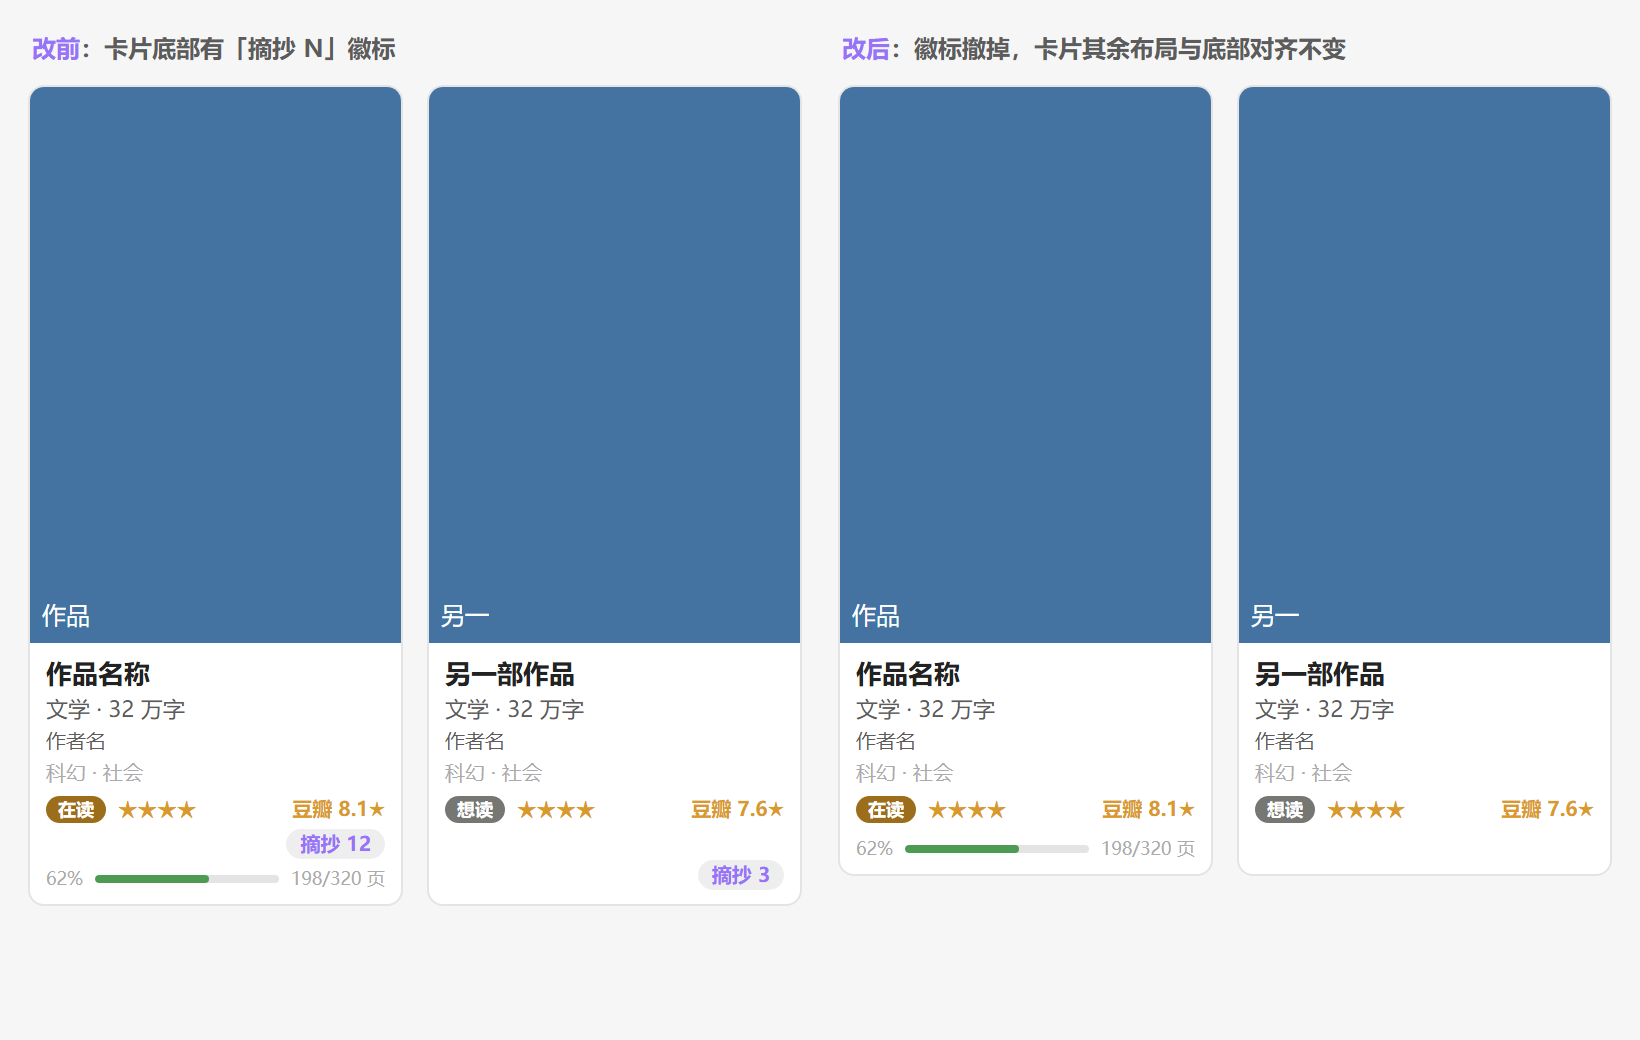 改前：卡片底部有「摘抄 N」徽标
作品
作品名称
文学 · 32 万字
作者名
科幻 · 社会
在读 ★★★★ 豆瓣 8.1★
摘抄 12
62% 198/320 页
另一
另一部作品
文学 · 32 万字
作者名
科幻 · 社会
想读 ★★★★ 豆瓣 7.6★
摘抄 3
改后：徽标撤掉，卡片其余布局与底部对齐不变
作品
作品名称
文学 · 32 万字
作者名
科幻 · 社会
在读 ★★★★ 豆瓣 8.1★
62% 198/320 页
另一
另一部作品
文学 · 32 万字
作者名
科幻 · 社会
想读 ★★★★ 豆瓣 7.6★